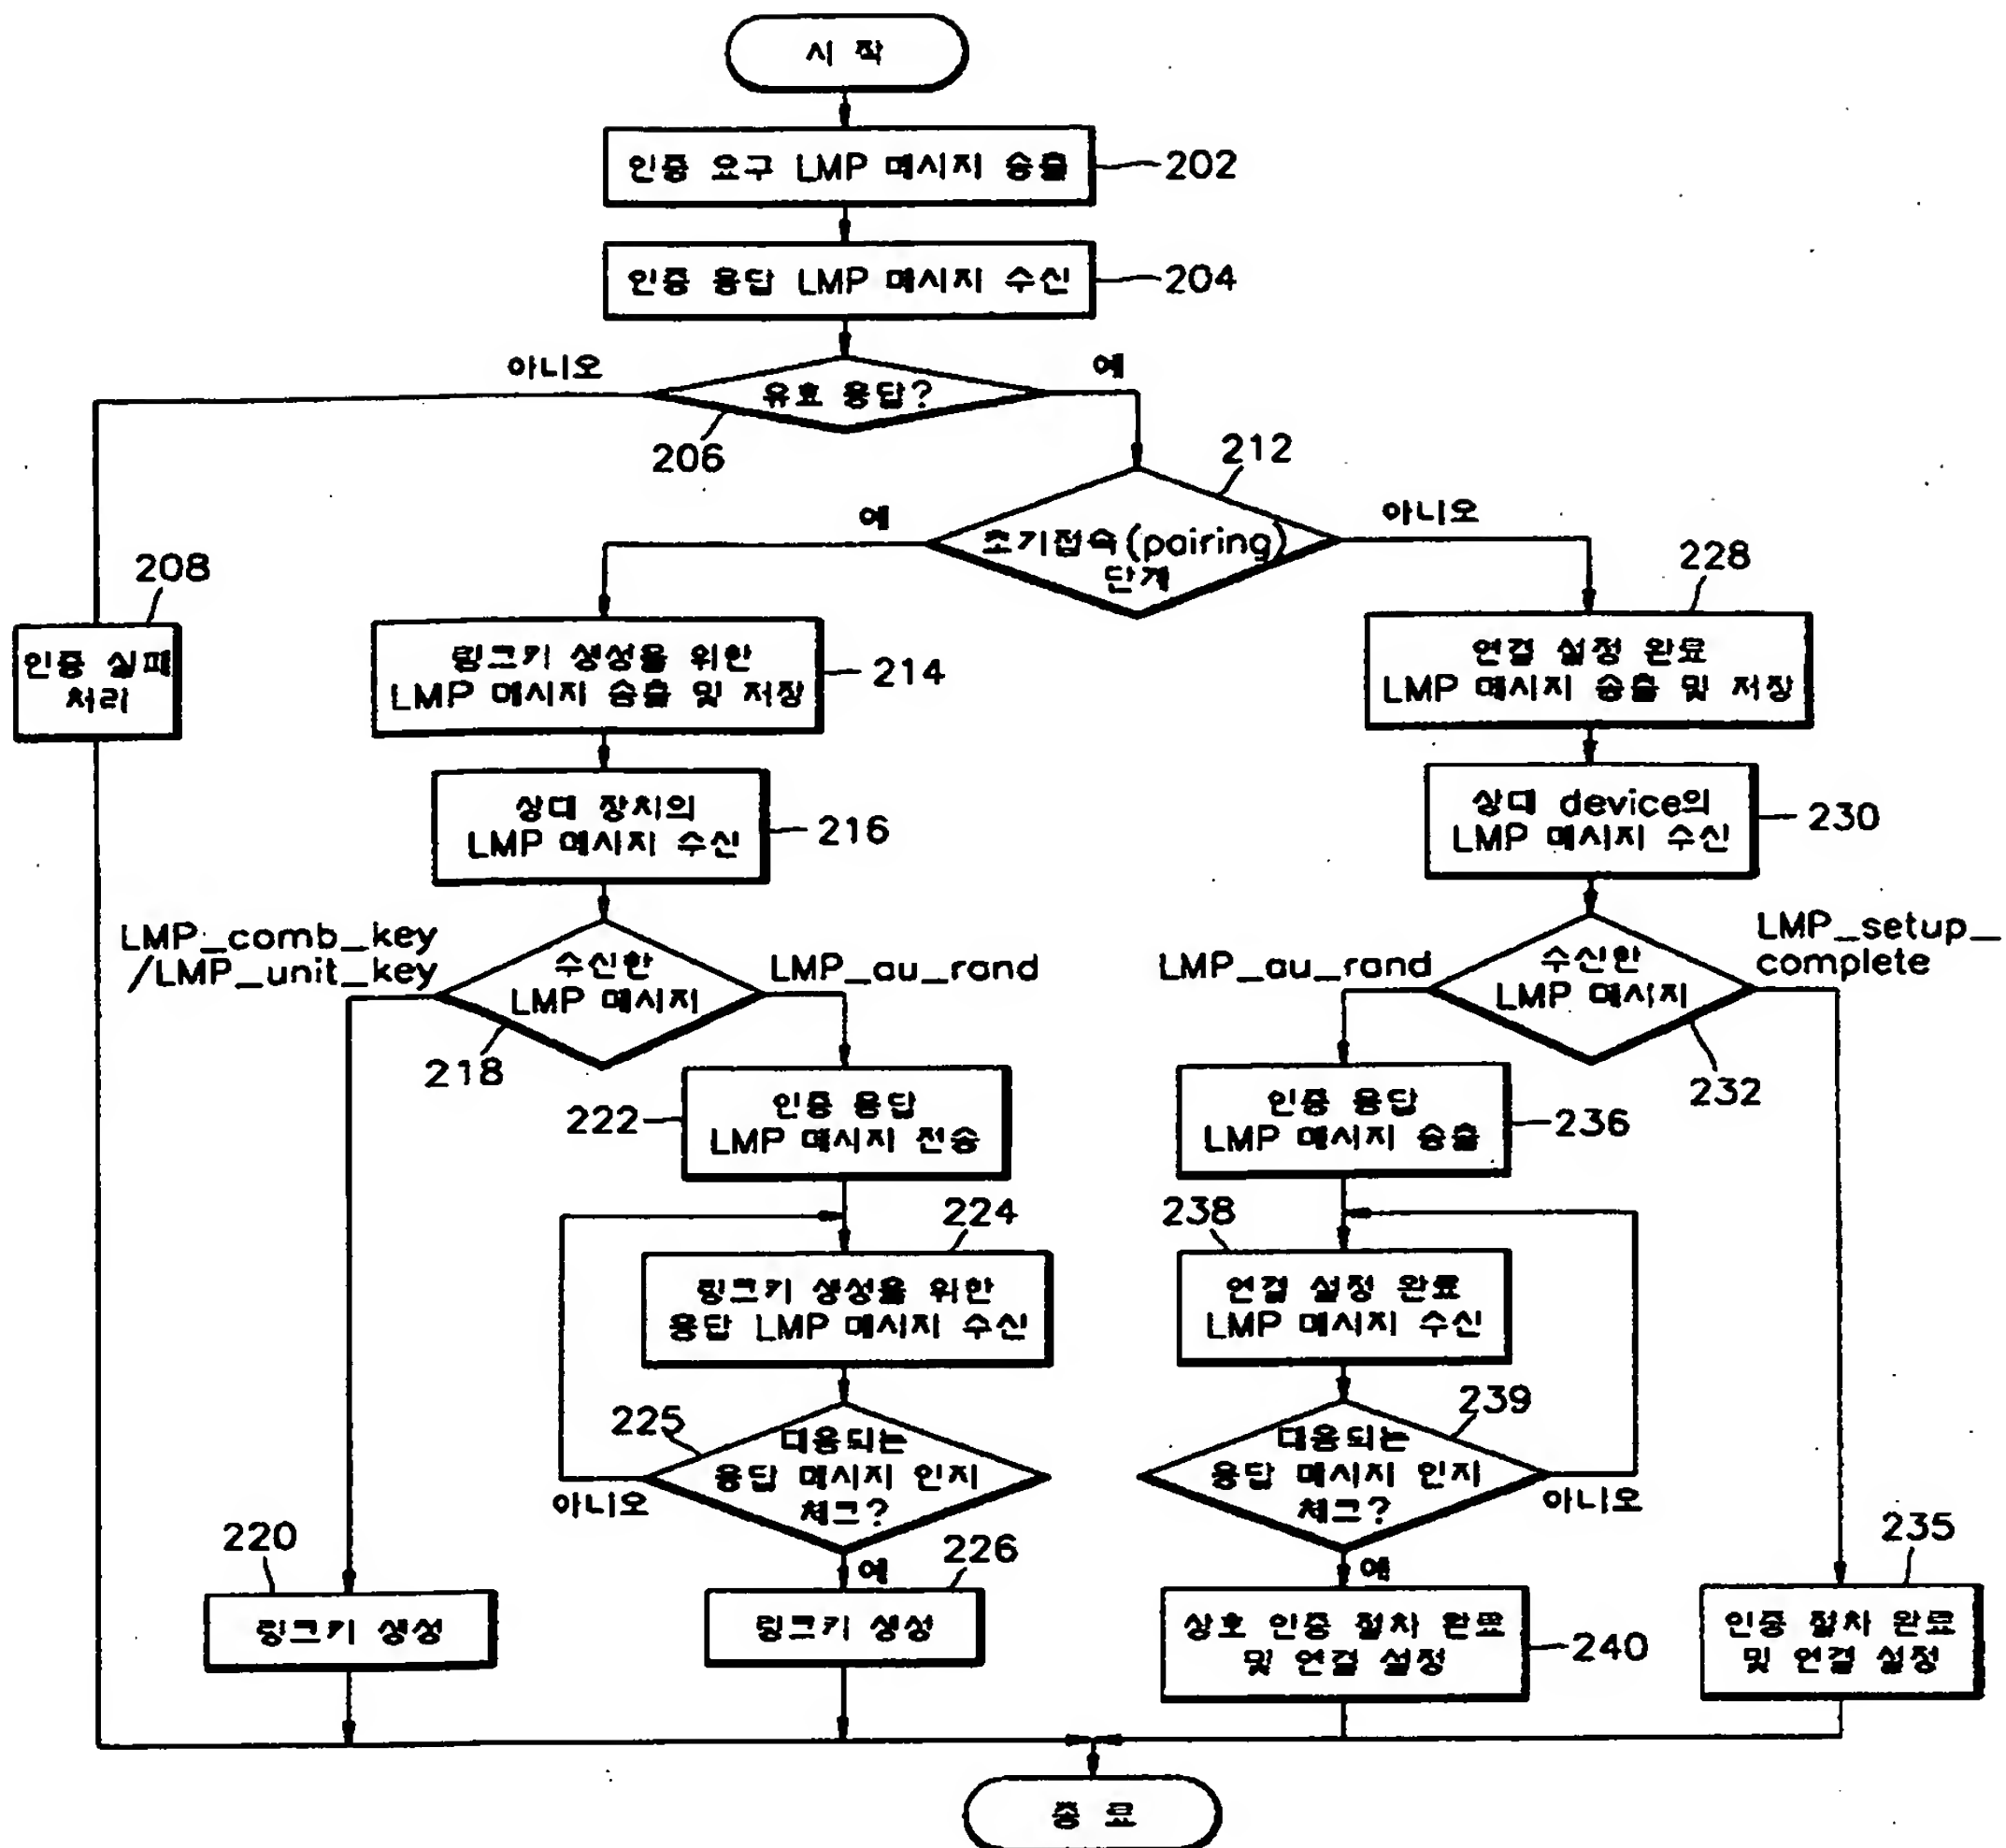 시 작
인증 요구 LMP 메시지 송출
202
인증 응답 LMP 메시지 수신
204
아니오
예
유효 응답?
206
212
예
아니오
초기접속(pairing)
단계
208
228
인증 실패
처리
링크키 생성을 위한
LMP 메시지 송출 및 저장
214
연결 설정 완료
LMP 메시지 송출 및 저장
상대 장치의
LMP 메시지 수신
216
상대 device의
LMP 메시지 수신
230
LMP_comb_key
/LMP_unit_key
수신한
LMP 메시지
LMP_au_rand
218
LMP_au_rand
수신한
LMP 메시지
LMP_setup_
complete
232
222
인증 응답
LMP 메시지 전송
인증 응답
LMP 메시지 송출
236
224
238
링크키 생성을 위한
응답 LMP 메시지 수신
연결 설정 완료
LMP 메시지 수신
225
대응되는
응답 메시지 인지
체크?
아니오
239
대응되는
응답 메시지 인지
체크?
아니오
220
예
226
예
235
링크키 생성
링크키 생성
상호 인증 절차 완료
및 연결 설정
240
인증 절차 완료
및 연결 설정
종 료